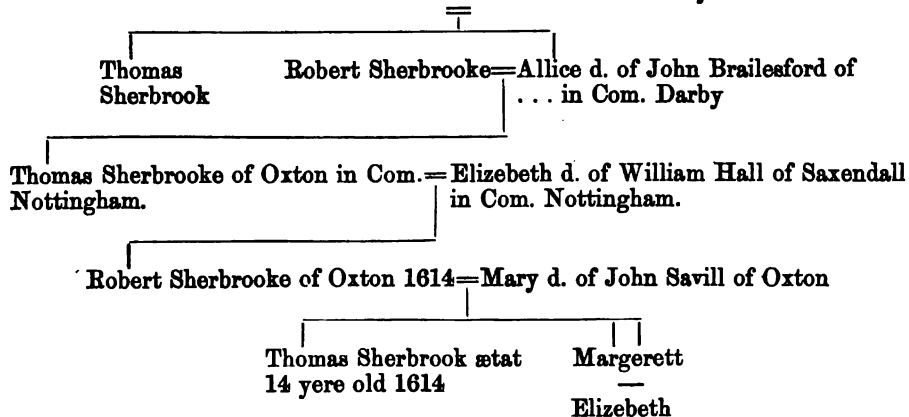 Thomas
Sherbrook
Robert Sherbrooke=Allice d. of John Brailesford of
... in Com. Darby
Thomas Sherbrooke of Oxton in Com.=Elizebeth d. of William Hall of Saxendall
Nottingham.
in Com. Nottingham.
Robert Sherbrooke of Oxton 1614=Mary d. of John Savill of Oxton
Thomas Sherbrook ætat
14 yere old 1614
Margerett
Elizebeth